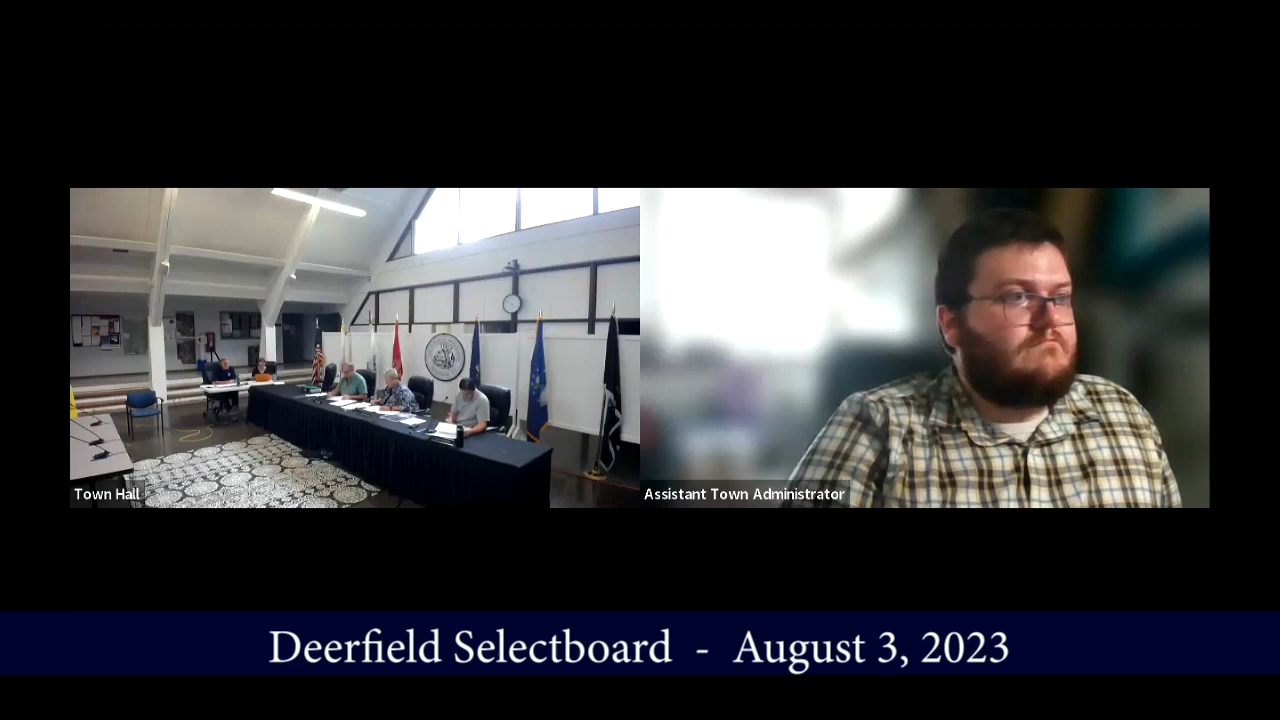 Town Hall
Assistant Town Administrator
Deerfield Selectboard - August 3, 2023